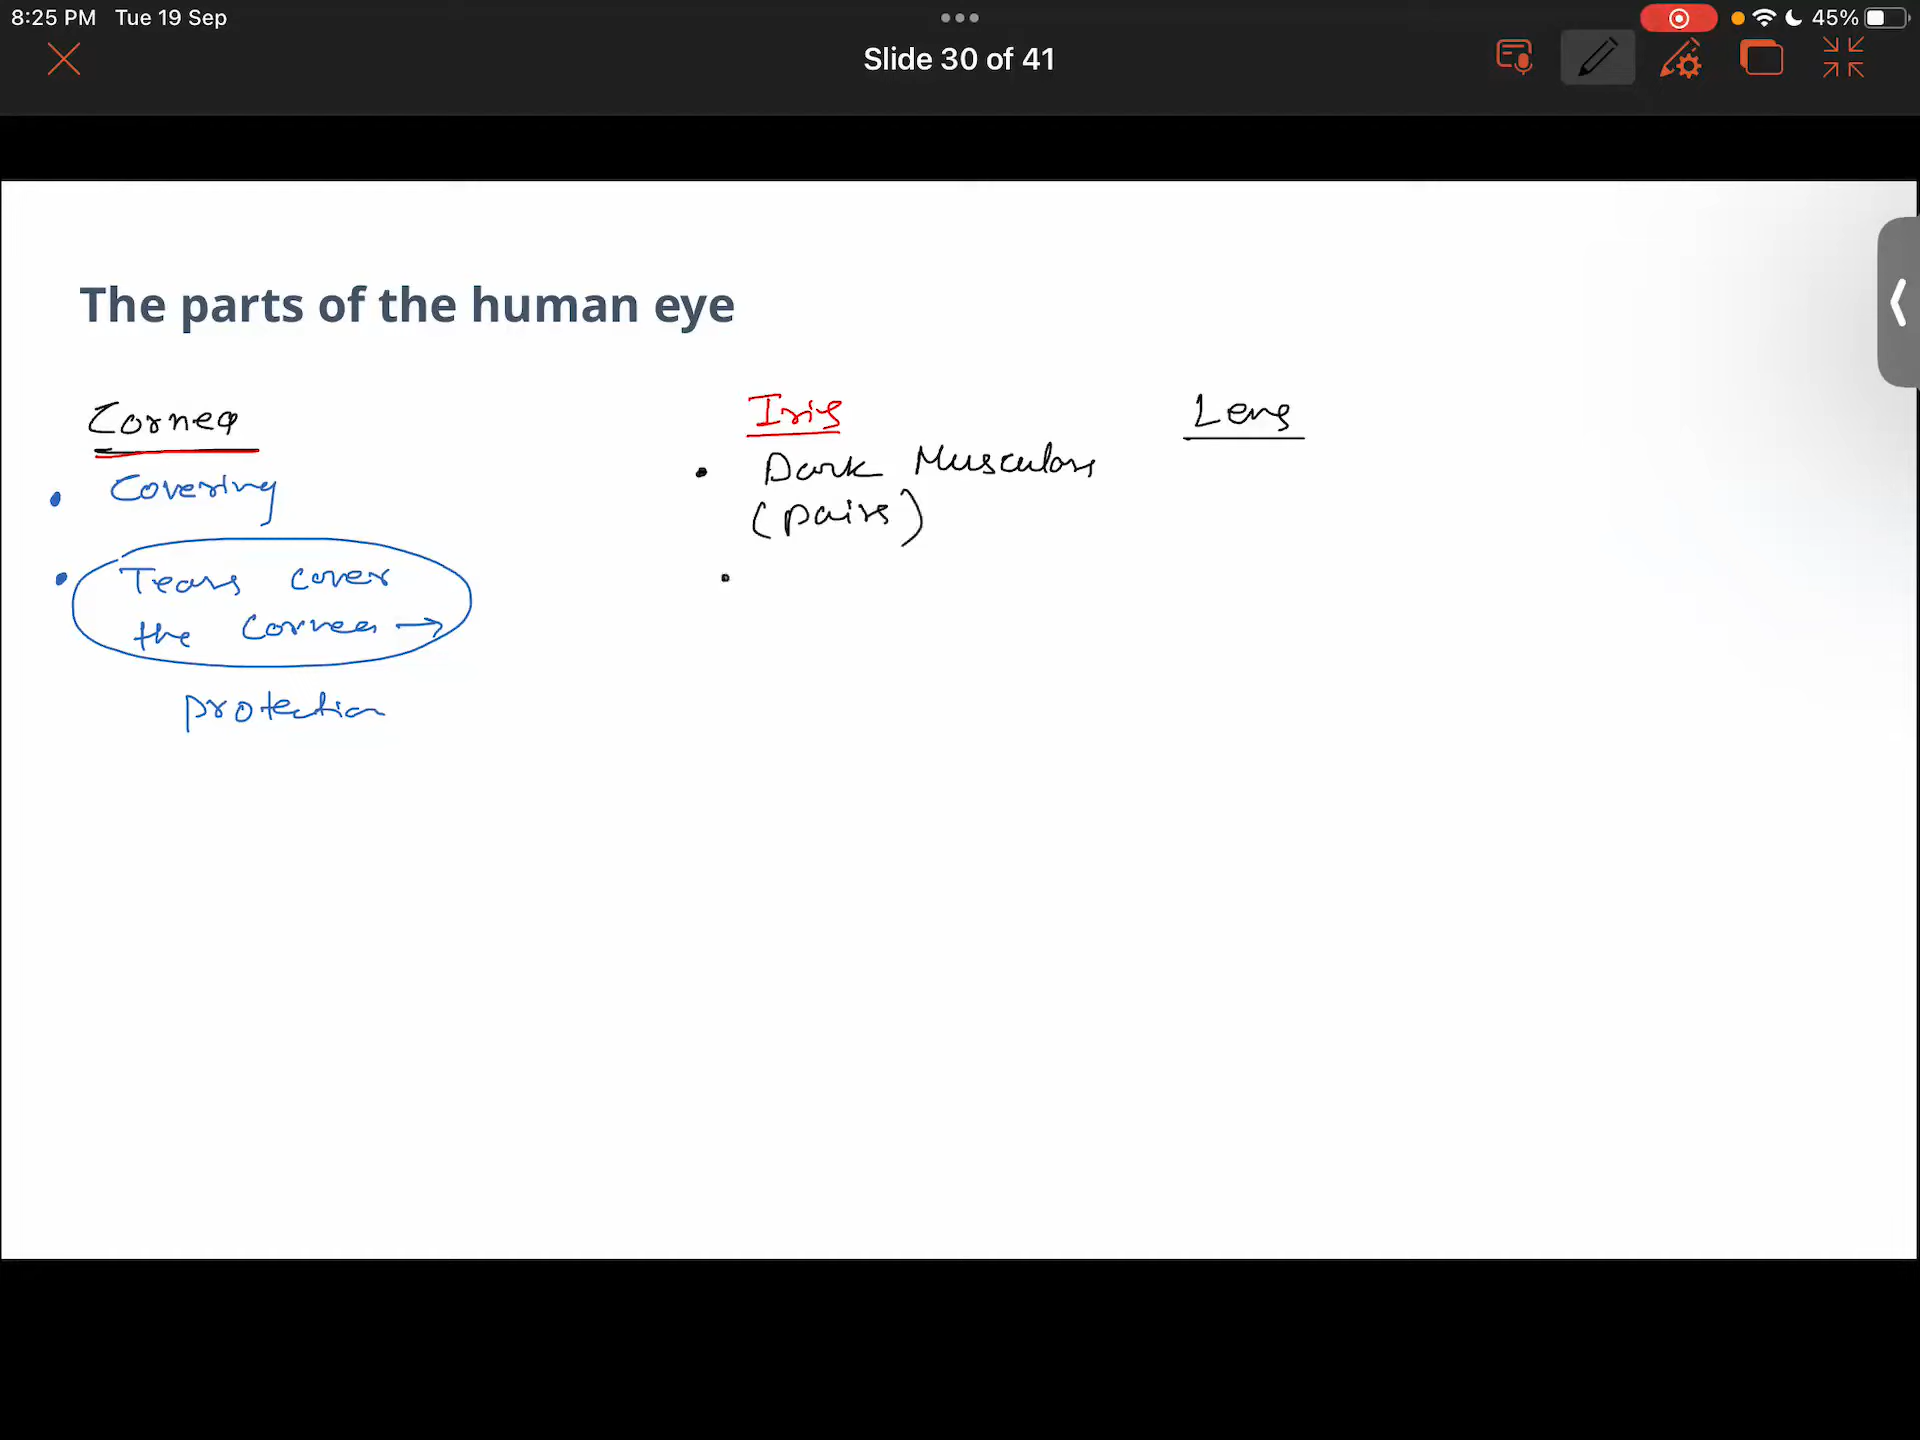 8:25 PM Tue 19 Sep
45%
Slide 30 of 41
The parts of the human eye
Cornea
• Covering
• Tears cover
the Cornea →
protection
Iris
• Dark Muscular
(pairs)
•
Lens